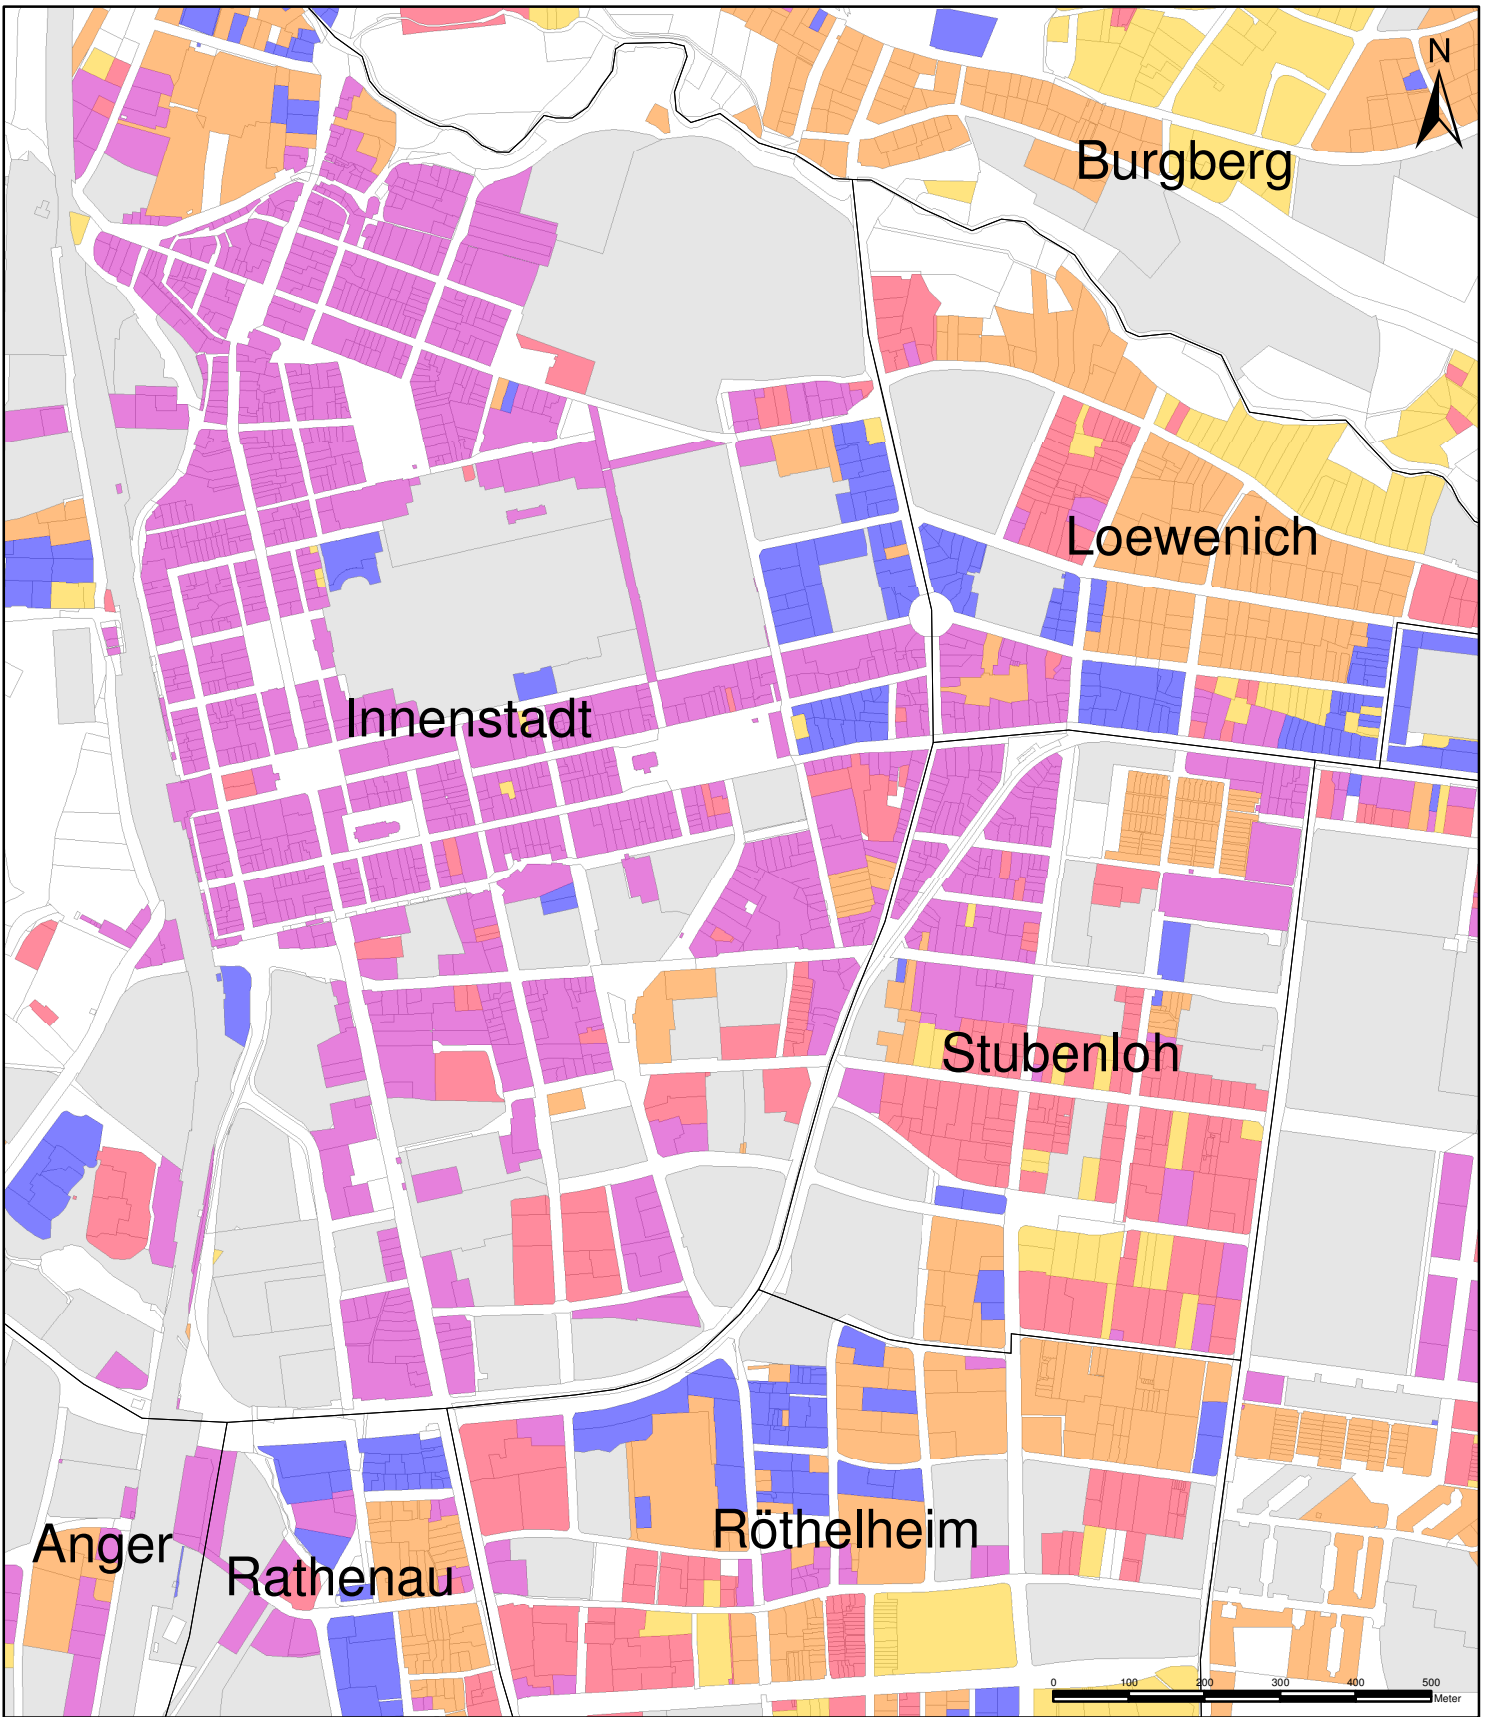 N
Burgberg
Loewenich
Innenstadt
Stubenloh
Röthelheim
Anger
Rathenau
0 100 200 300 400 500
Meter